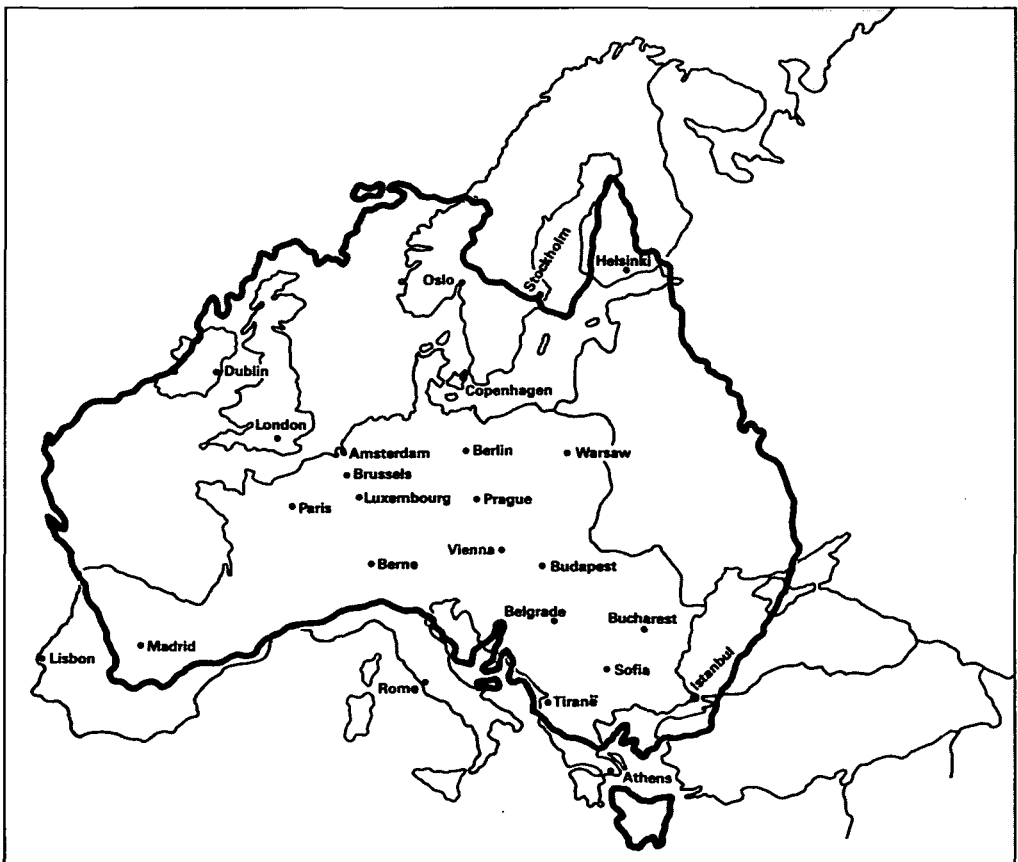 Stockholm
Helsinki
Oslo
Dublin
Copenhagen
London
Amsterdam
Berlin
Warsaw
Brussels
Luxembourg
Prague
Paris
Vienna
Berne
Budapest
Belgrade
Bucharest
Madrid
Lisbon
Sofia
Istanbul
Rome
Tiranë
Athens